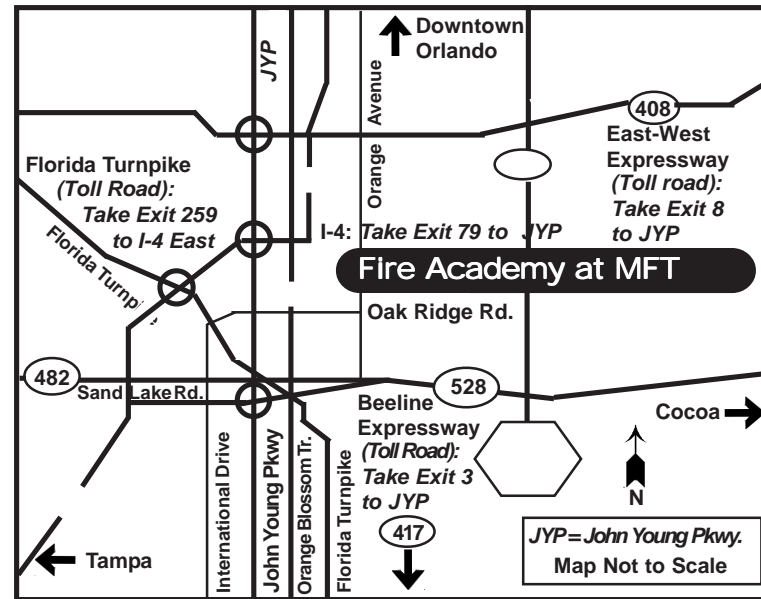 Downtown
Orlando
JYP
Avenue
Orange
408
East-West
Expressway
(Toll road):
Take Exit 8
to JYP
Florida Turnpike
(Toll Road):
Take Exit 259
to I-4 East
Florida Turnpike
I-4: Take Exit 79 to JYP
Fire Academy at MFT
Oak Ridge Rd.
482
Sand Lake Rd.
528
Beeline
Expressway
(Toll Road):
Take Exit 3
to JYP
417
Cocoa
N
International Drive
John Young Pkwy
Orange Blossom Tr.
Florida Turnpike
Tampa
JYP = John Young Pkwy.
Map Not to Scale